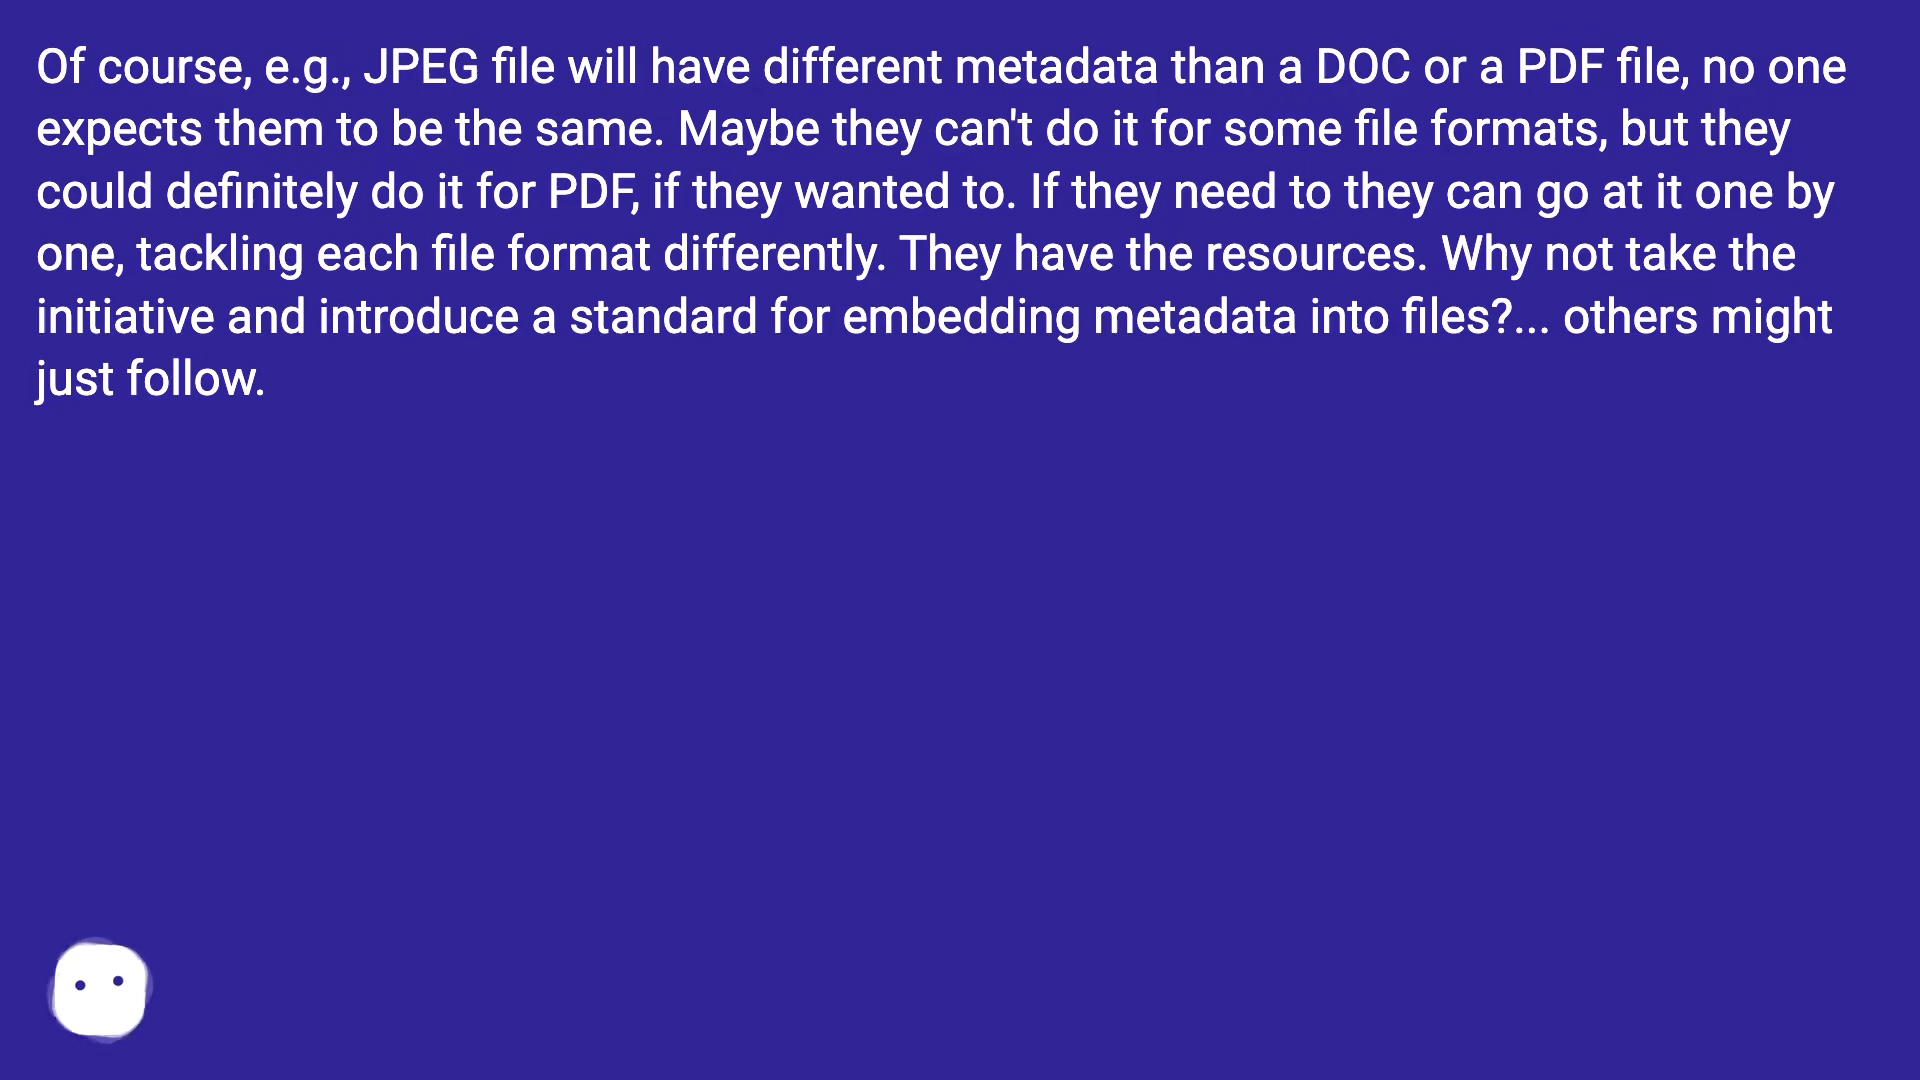 Of course, e.g., JPEG file will have different metadata than a DOC or a PDF file, no one
expects them to be the same. Maybe they can't do it for some file formats, but they
could definitely do it for PDF, if they wanted to. If they need to they can go at it one by
one, tackling each file format differently. They have the resources. Why not take the
initiative and introduce a standard for embedding metadata into files?... others might
just follow.